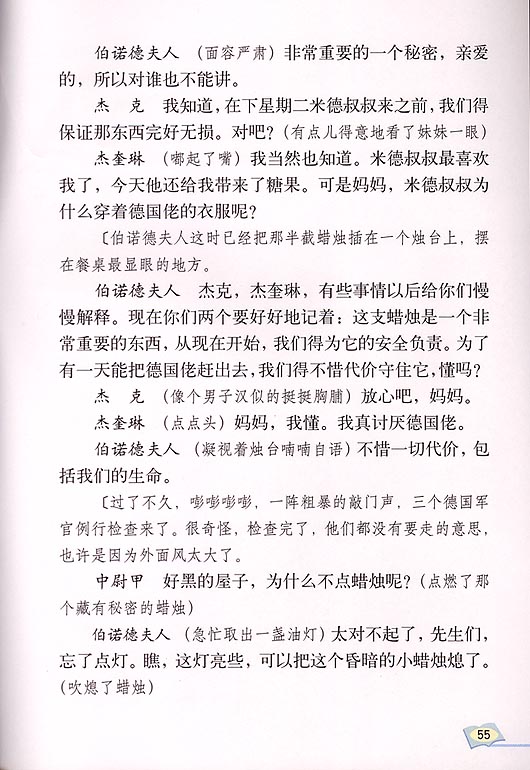 伯诺德夫人 （面容严肃）非常重要的一个秘密，亲爱
的，所以对谁也不能讲。
杰　克 我知道，在下星期二米德叔叔来之前，我们得
保证那东西完好无损。对吧？（有点儿得意地看了妹妹一眼）
杰奎琳 （嘟起了嘴）我当然也知道。米德叔叔最喜欢
我了，今天他还给我带来了糖果。可是妈妈，米德叔叔为
什么穿着德国佬的衣服呢？
〔伯诺德夫人这时已经把那半截蜡烛插在一个烛台上，摆
在餐桌最显眼的地方。
伯诺德夫人 杰克，杰奎琳，有些事情以后给你们慢
慢解释。现在你们两个要好好地记着：这支蜡烛是一个非
常重要的东西，从现在开始，我们得为它的安全负责。为了
有一天能把德国佬赶出去，我们得不惜代价守住它，懂吗？
杰　克 （像个男子汉似的挺挺胸脯）放心吧，妈妈。
杰奎琳 （点点头）妈妈，我懂。我真讨厌德国佬。
伯诺德夫人 （凝视着烛台喃喃自语）不惜一切代价，包
括我们的生命。
〔过了不久，嘭嘭嘭嘭，一阵粗暴的敲门声，三个德国军
官例行检查来了。很奇怪，检查完了，他们都没有要走的意思，
也许是因为外面风太大了。
中尉甲 好黑的屋子，为什么不点蜡烛呢？（点燃了那
个藏有秘密的蜡烛）
伯诺德夫人 （急忙取出一盏油灯）太对不起了，先生们，
忘了点灯。瞧，这灯亮些，可以把这个昏暗的小蜡烛熄了。
（吹熄了蜡烛）
55